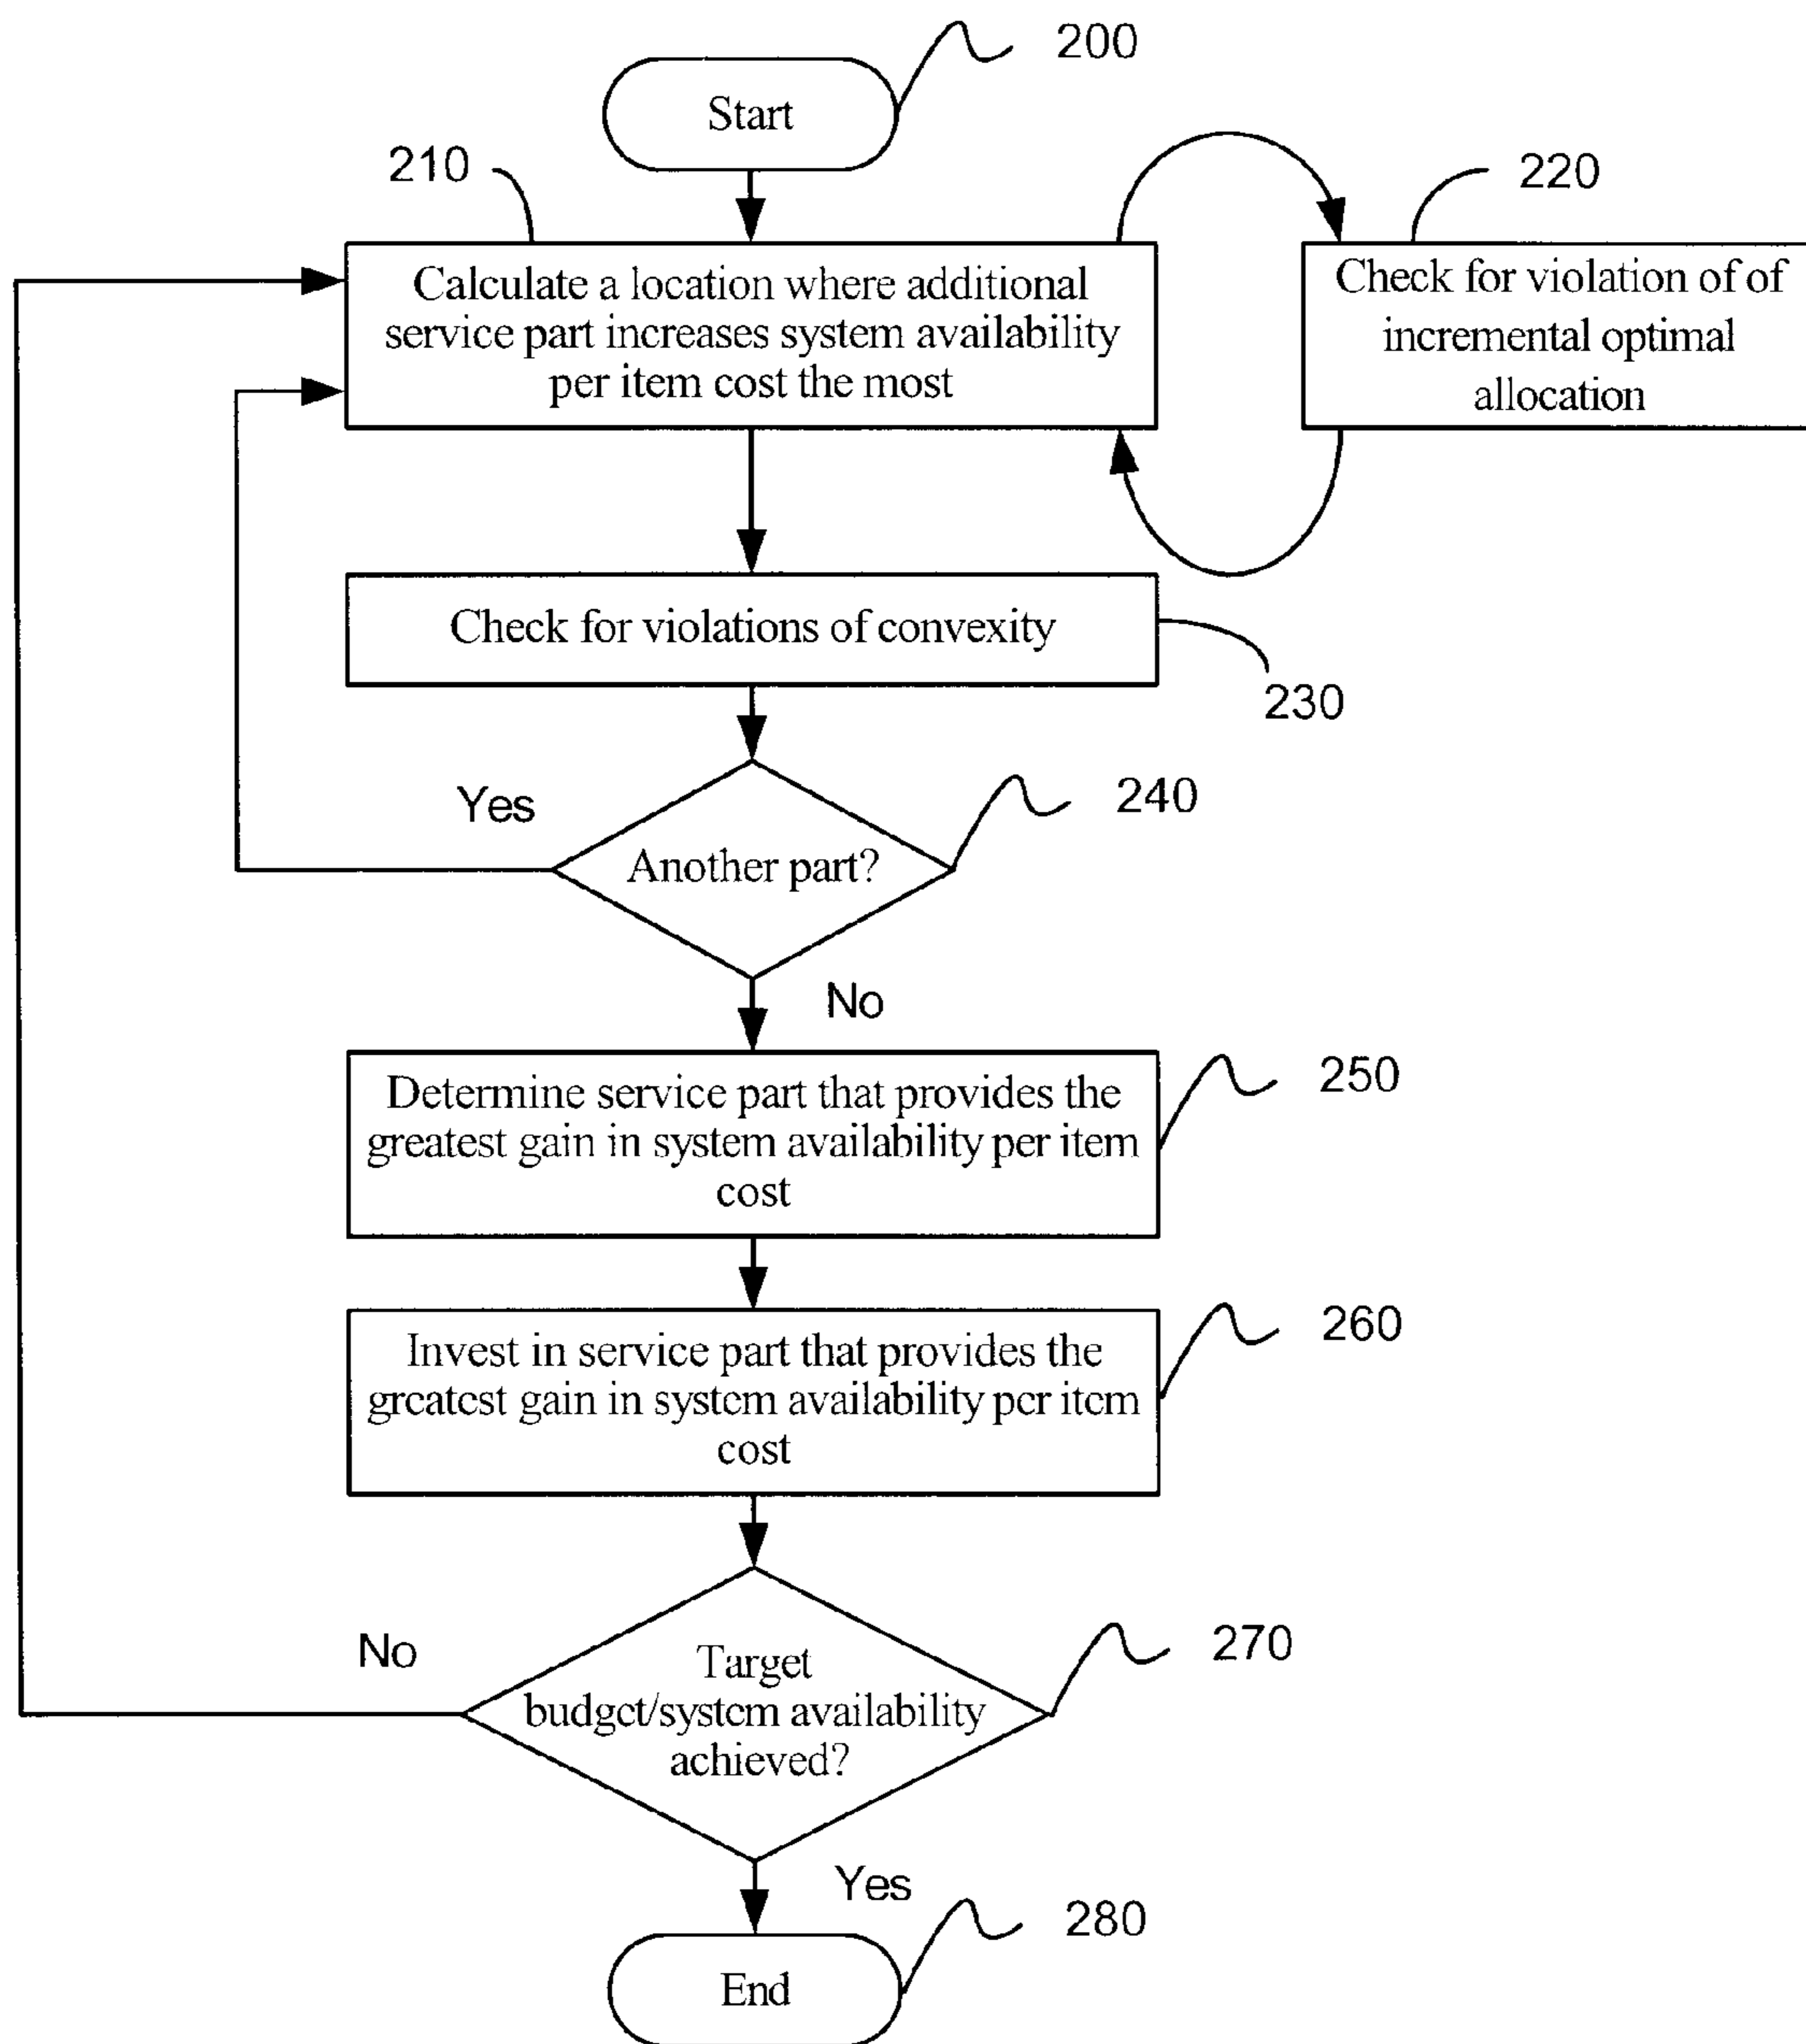 200
Start
210
220
Calculate a location where additional
service part increases system availability
per item cost the most
Check for violation of of
incremental optimal
allocation
Check for violations of convexity
230
Yes
240
Another part?
No
250
Determine service part that provides the
greatest gain in system availability per item
cost
260
Invest in service part that provides the
greatest gain in system availability per item
cost
No
270
Target
budget/system availability
achieved?
Yes
280
End